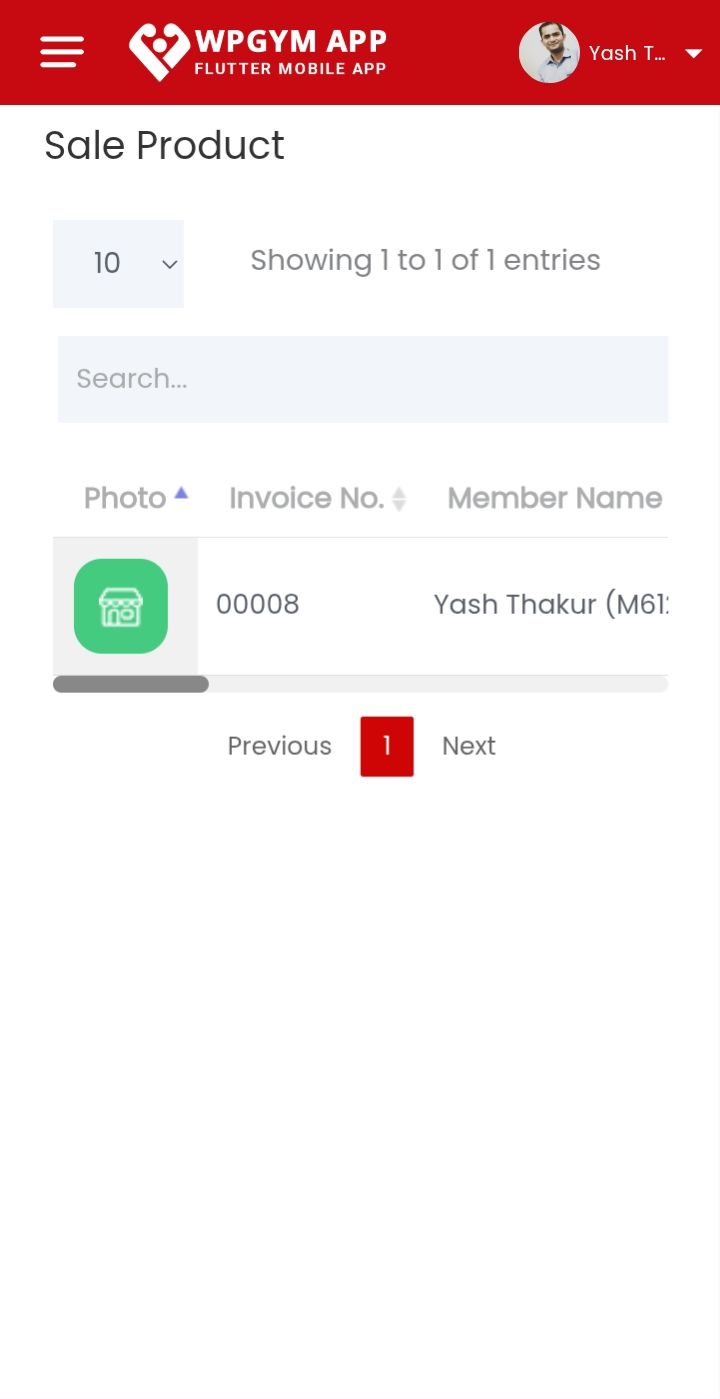 WPGYM APP
FLUTTER MOBILE APP
Yash T...
Sale Product
10
Showing 1 to 1 of 1 entries
Search...
Photo Invoice No. Member Name
00008 Yash Thakur (M61
Previous 1 Next